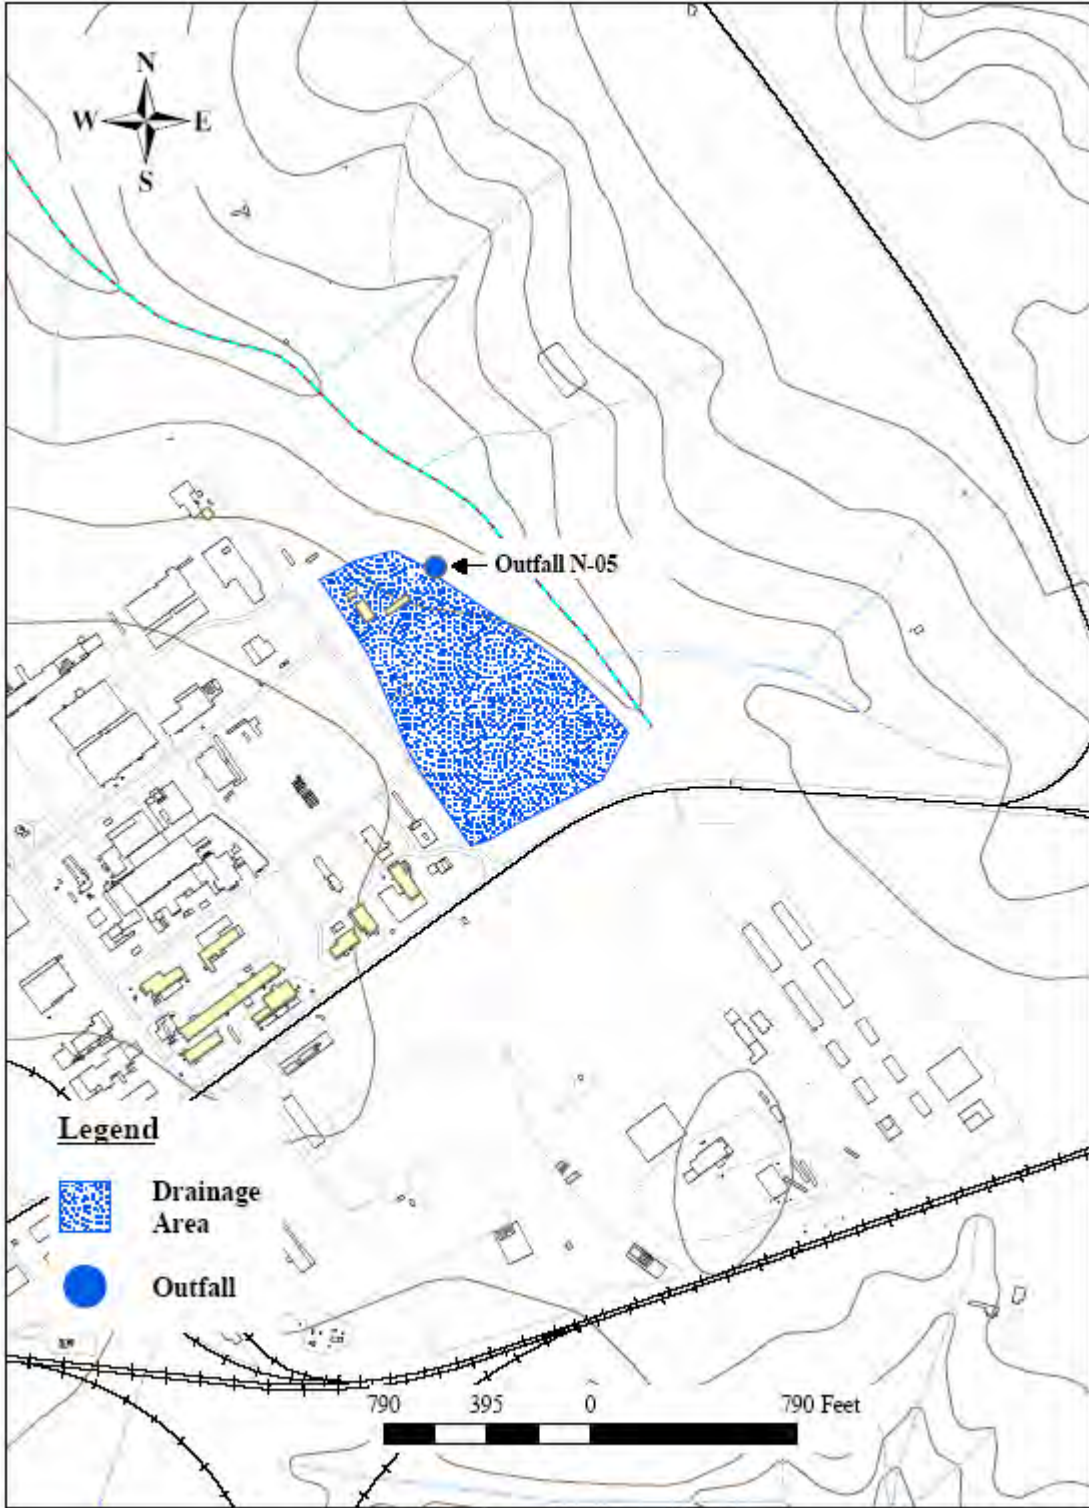 N
W E
S
Outfall N-05
Legend
Drainage
Area
Outfall
790 395 0 790 Feet